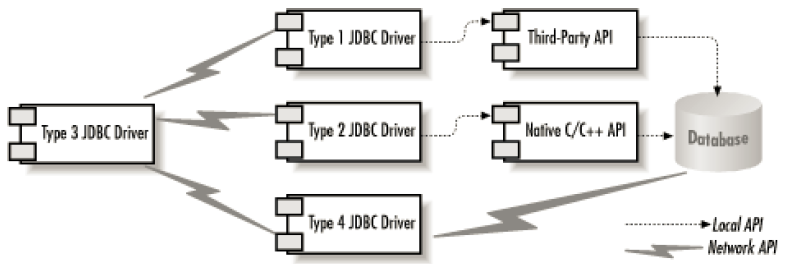 Type 1 JDBC Driver
Third-Party API
Type 3 JDBC Driver
Type 2 JDBC Driver
Native C/C++ API
Database
Type 4 JDBC Driver
Local API
Network API